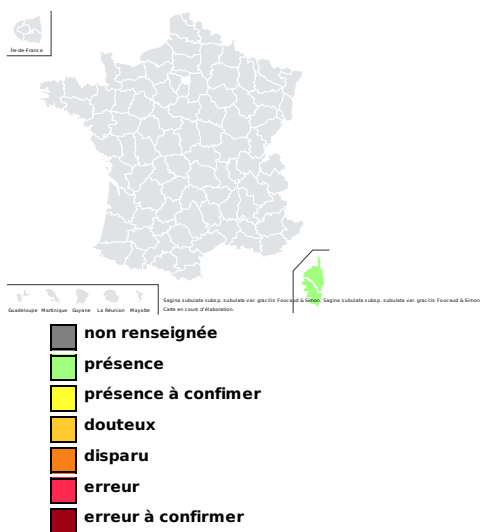 Île-de-France
Guadeloupe Martinique Guyane La Réunion Mayotte
Sagina subulata subsp. subulata var. gracilis Foucaud & Simon. Sagina subulata subsp. subulata var. gracilis Foucaud & Simon
Carte en cours d'élaboration.
non renseignée
présence
présence à confimer
douteux
disparu
erreur
erreur à confirmer